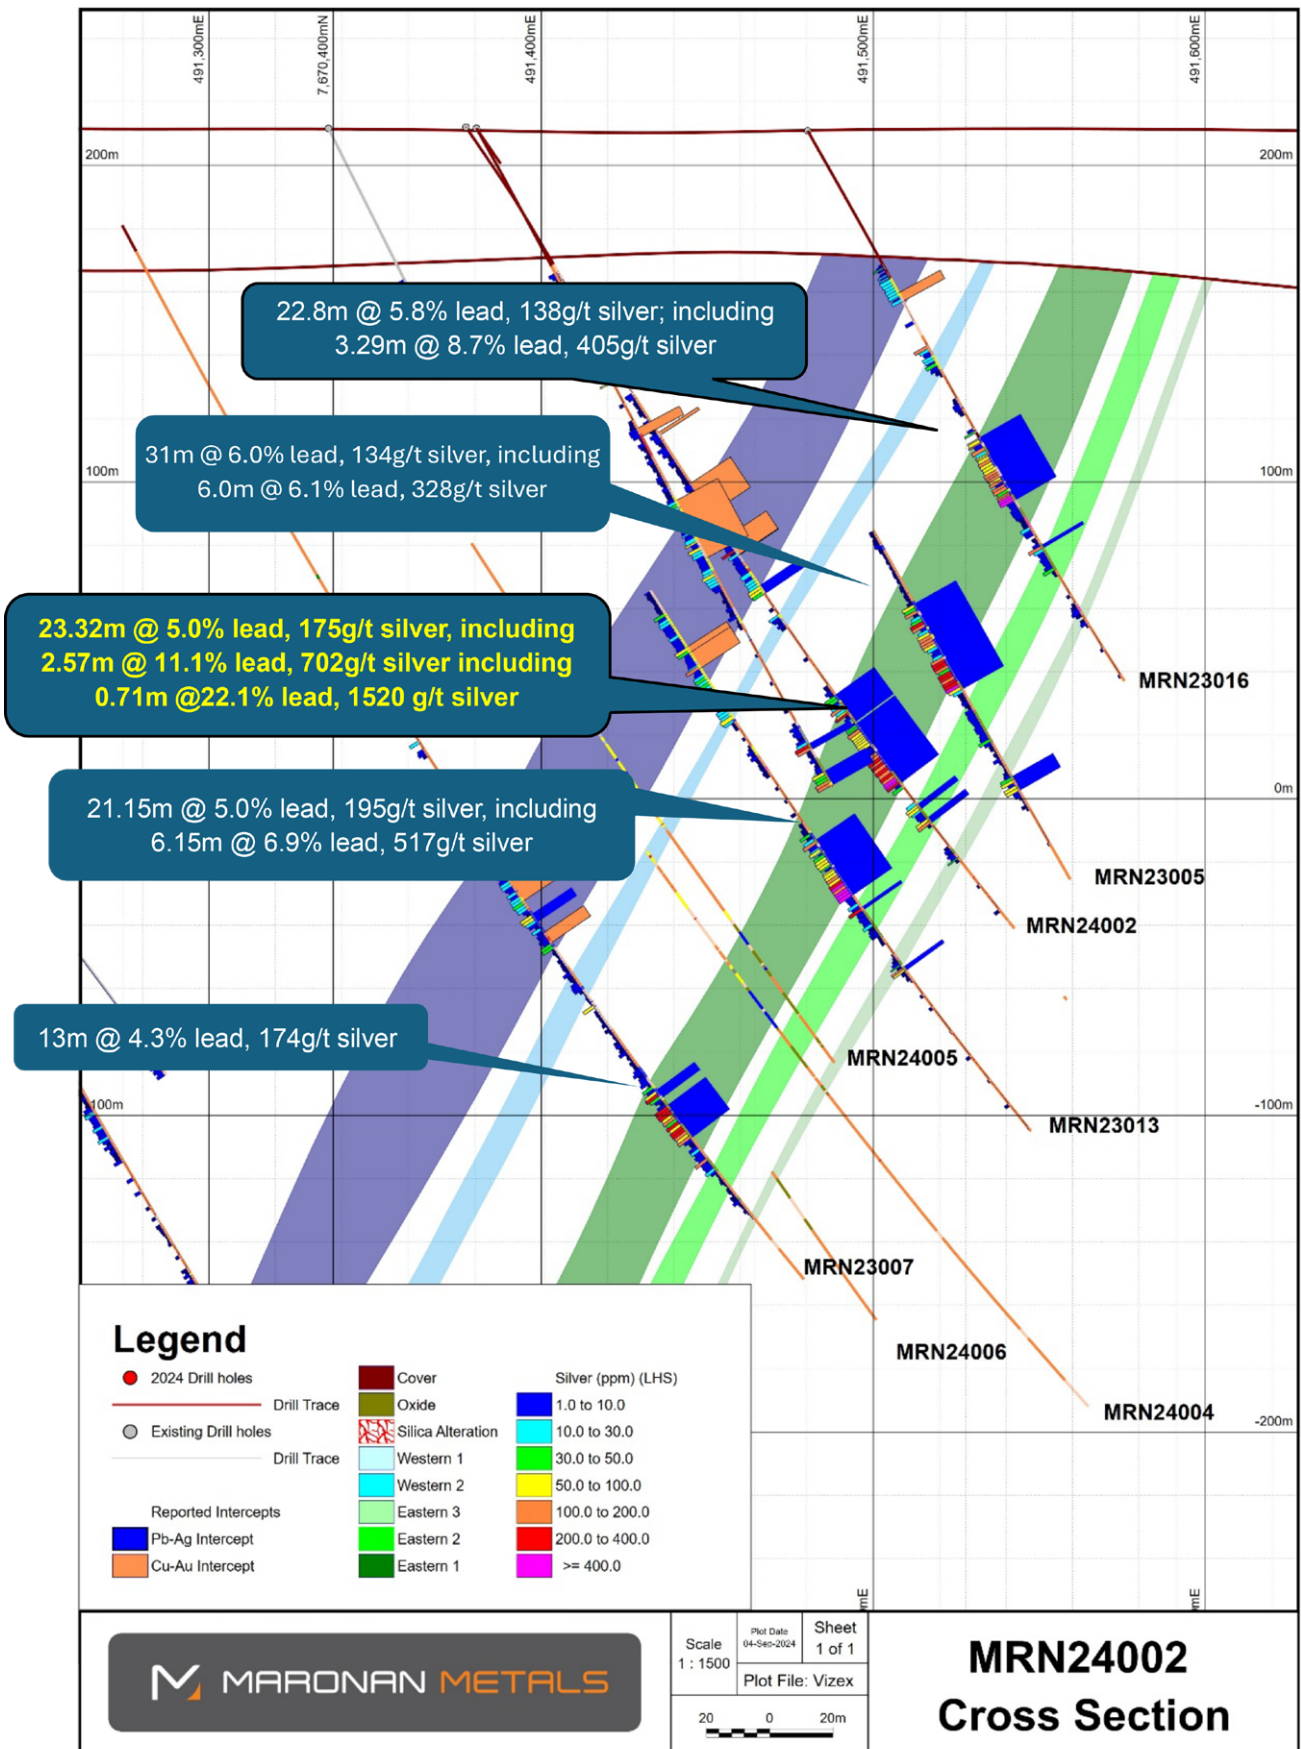 491,300mE
7,670,400mN
491,400mE
491,500mE
491,600mE
200m
200m
22.8m @ 5.8% lead, 138g/t silver; including
3.29m @ 8.7% lead, 405g/t silver
31m @ 6.0% lead, 134g/t silver, including
6.0m @ 6.1% lead, 328g/t silver
100m
100m
23.32m @ 5.0% lead, 175g/t silver, including
2.57m @ 11.1% lead, 702g/t silver including
0.71m @22.1% lead, 1520 g/t silver
MRN23016
0m
21.15m @ 5.0% lead, 195g/t silver, including
6.15m @ 6.9% lead, 517g/t silver
MRN23005
MRN24002
13m @ 4.3% lead, 174g/t silver
MRN24005
100m
-100m
MRN23013
MRN23007
MRN24006
MRN24004
-200m
Legend
2024 Drill holes
Drill Trace
Existing Drill holes
Drill Trace
Reported Intercepts
Pb-Ag Intercept
Cu-Au Intercept
Cover
Oxide
Silica Alteration
Western 1
Western 2
Eastern 3
Eastern 2
Eastern 1
Silver (ppm) (LHS)
1.0 to 10.0
10.0 to 30.0
30.0 to 50.0
50.0 to 100.0
100.0 to 200.0
200.0 to 400.0
>= 400.0
mE
mE
MARONAN METALS
Scale
1 : 1500
Plot Date
04-Sep-2024
Sheet
1 of 1
Plot File: Vizex
20 0 20m
MRN24002
Cross Section